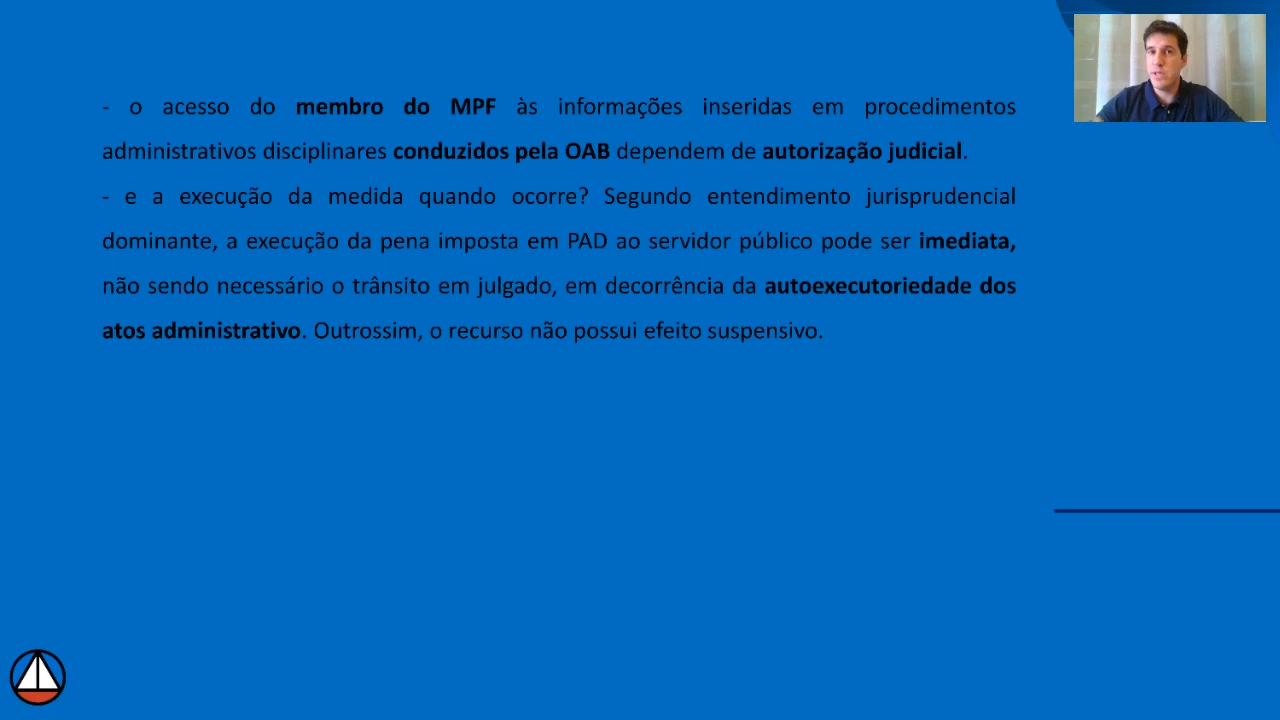 - o acesso do membro do MPF às informações inseridas em procedimentos
administrativos disciplinares conduzidos pela OAB dependem de autorização judicial.
- e a execução da medida quando ocorre? Segundo entendimento jurisprudencial
dominante, a execução da pena imposta em PAD ao servidor público pode ser imediata,
não sendo necessário o trânsito em julgado, em decorrência da autoexecutoriedade dos
atos administrativo. Outrossim, o recurso não possui efeito suspensivo.